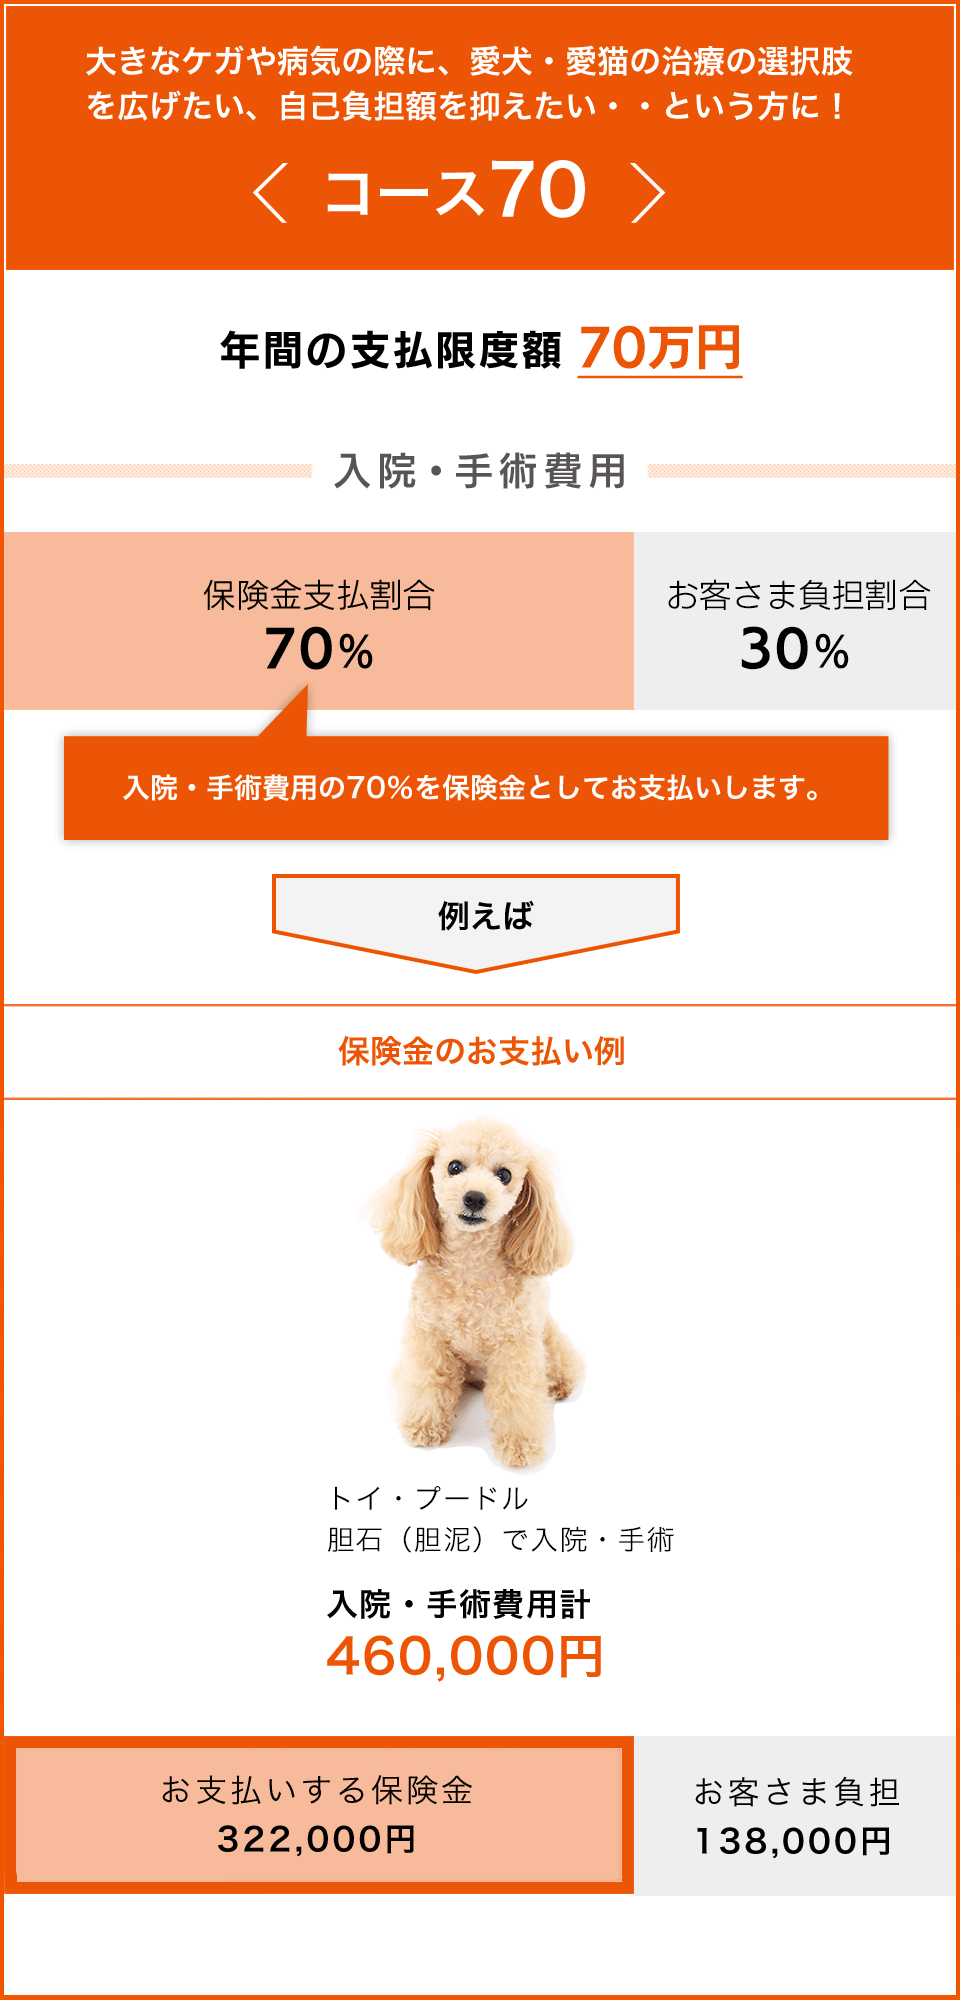 大きなケガや病気の際に、愛犬・愛猫の治療の選択肢
を広げたい、自己負担額を抑えたい・・という方に！
〈 コース70 〉
年間の支払限度額 70万円
入院・手術費用
保険金支払割合
70%
お客さま負担割合
30%
入院・手術費用の70%を保険金としてお支払いします。
例えば
保険金のお支払い例
トイ・プードル
胆石（胆泥）で入院・手術
入院・手術費用計
460,000円
お支払いする保険金
322,000円
お客さま負担
138,000円